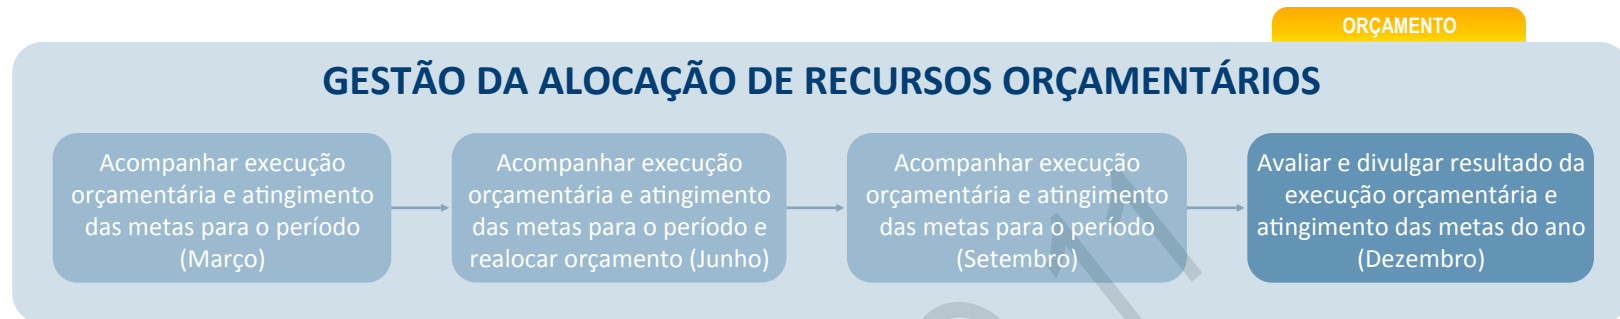 ORÇAMENTO
GESTÃO DA ALOCAÇÃO DE RECURSOS ORÇAMENTÁRIOS
Acompanhar execução
orçamentária e atingimento
das metas para o período
(Março)
Acompanhar execução
orçamentária e atingimento
das metas para o período e
realocar orçamento (Junho)
Acompanhar execução
orçamentária e atingimento
das metas para o período
(Setembro)
Avaliar e divulgar resultado da
execução orçamentária e
atingimento das metas do ano
(Dezembro)